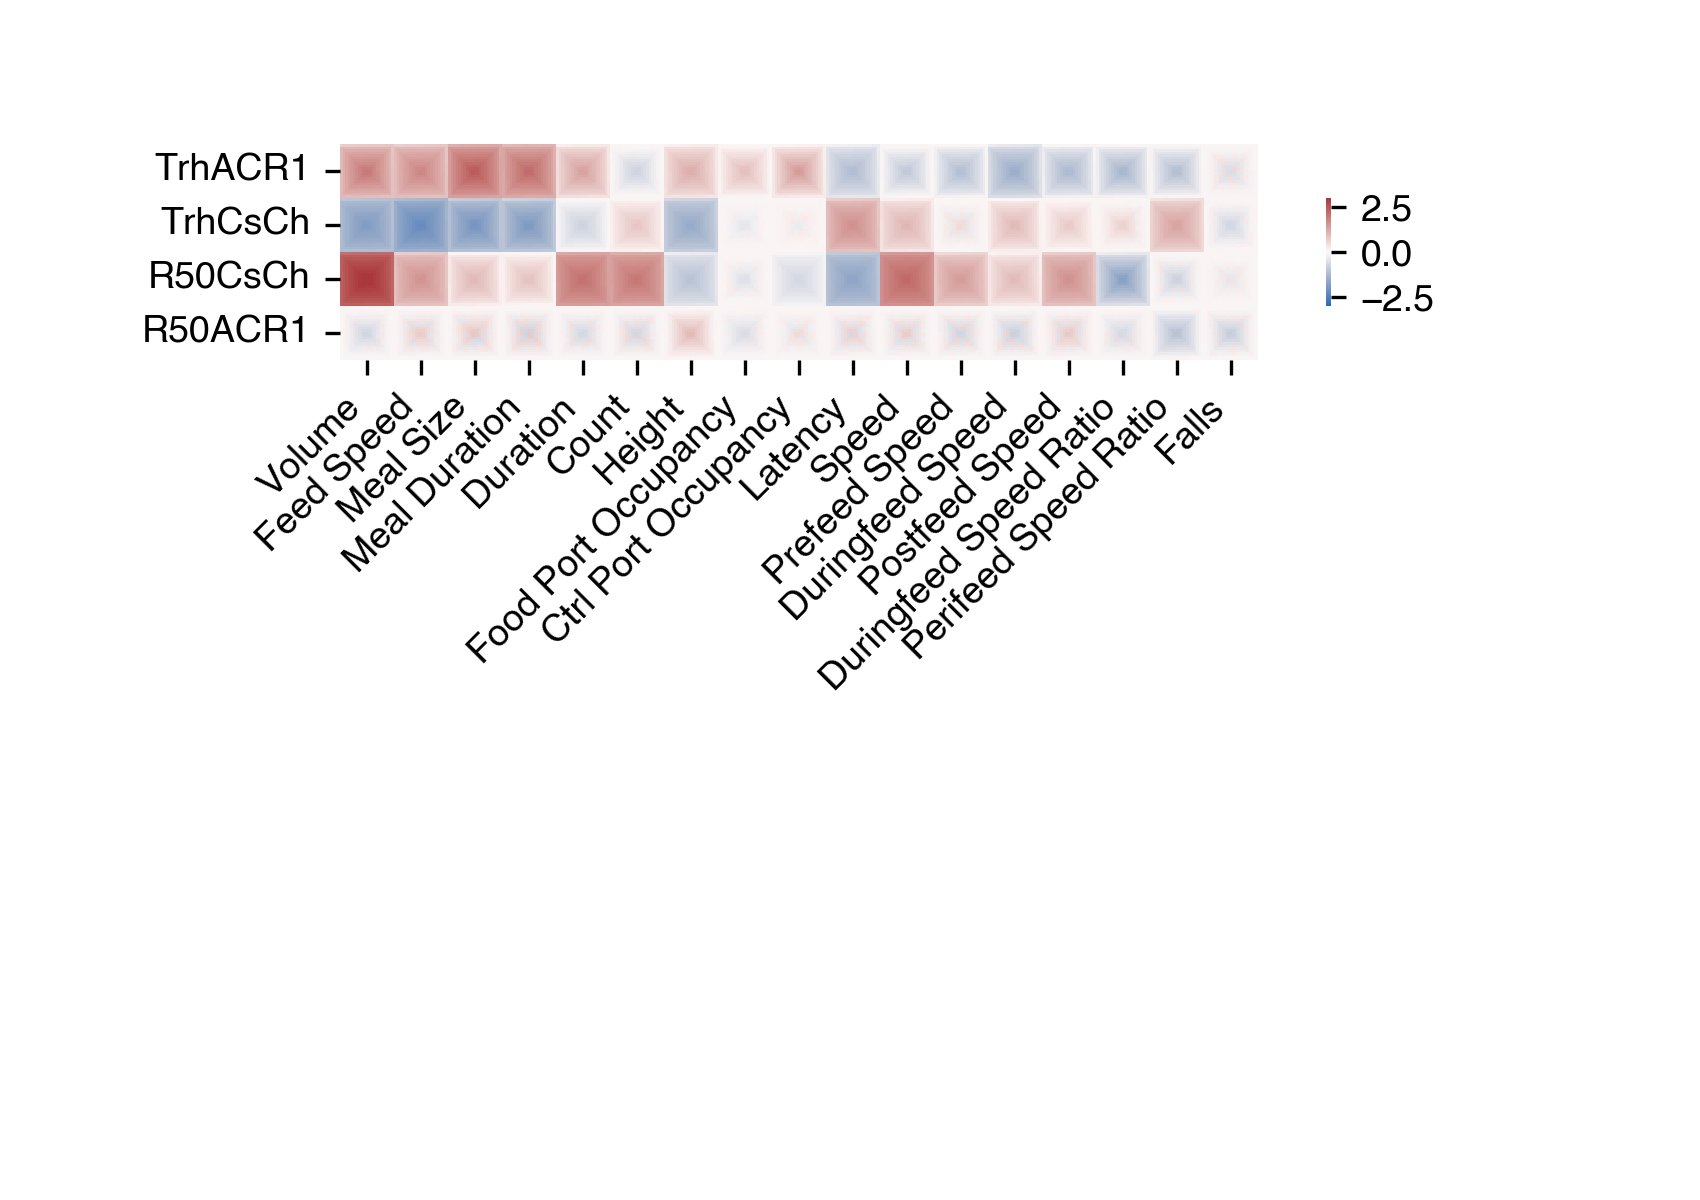 TrhACR1
TrhCsCh
R50CsCh
R50ACR1
2.5
0.0
−2.5
Volume
Feed Speed
Meal Size
Meal Duration
Duration
Count
Height
Food Port Occupancy
Ctrl Port Occupancy
Latency
Speed
Prefeed Speed
Duringfeed Speed
Postfeed Speed
Duringfeed Speed Ratio
Perifeed Speed Ratio
Falls